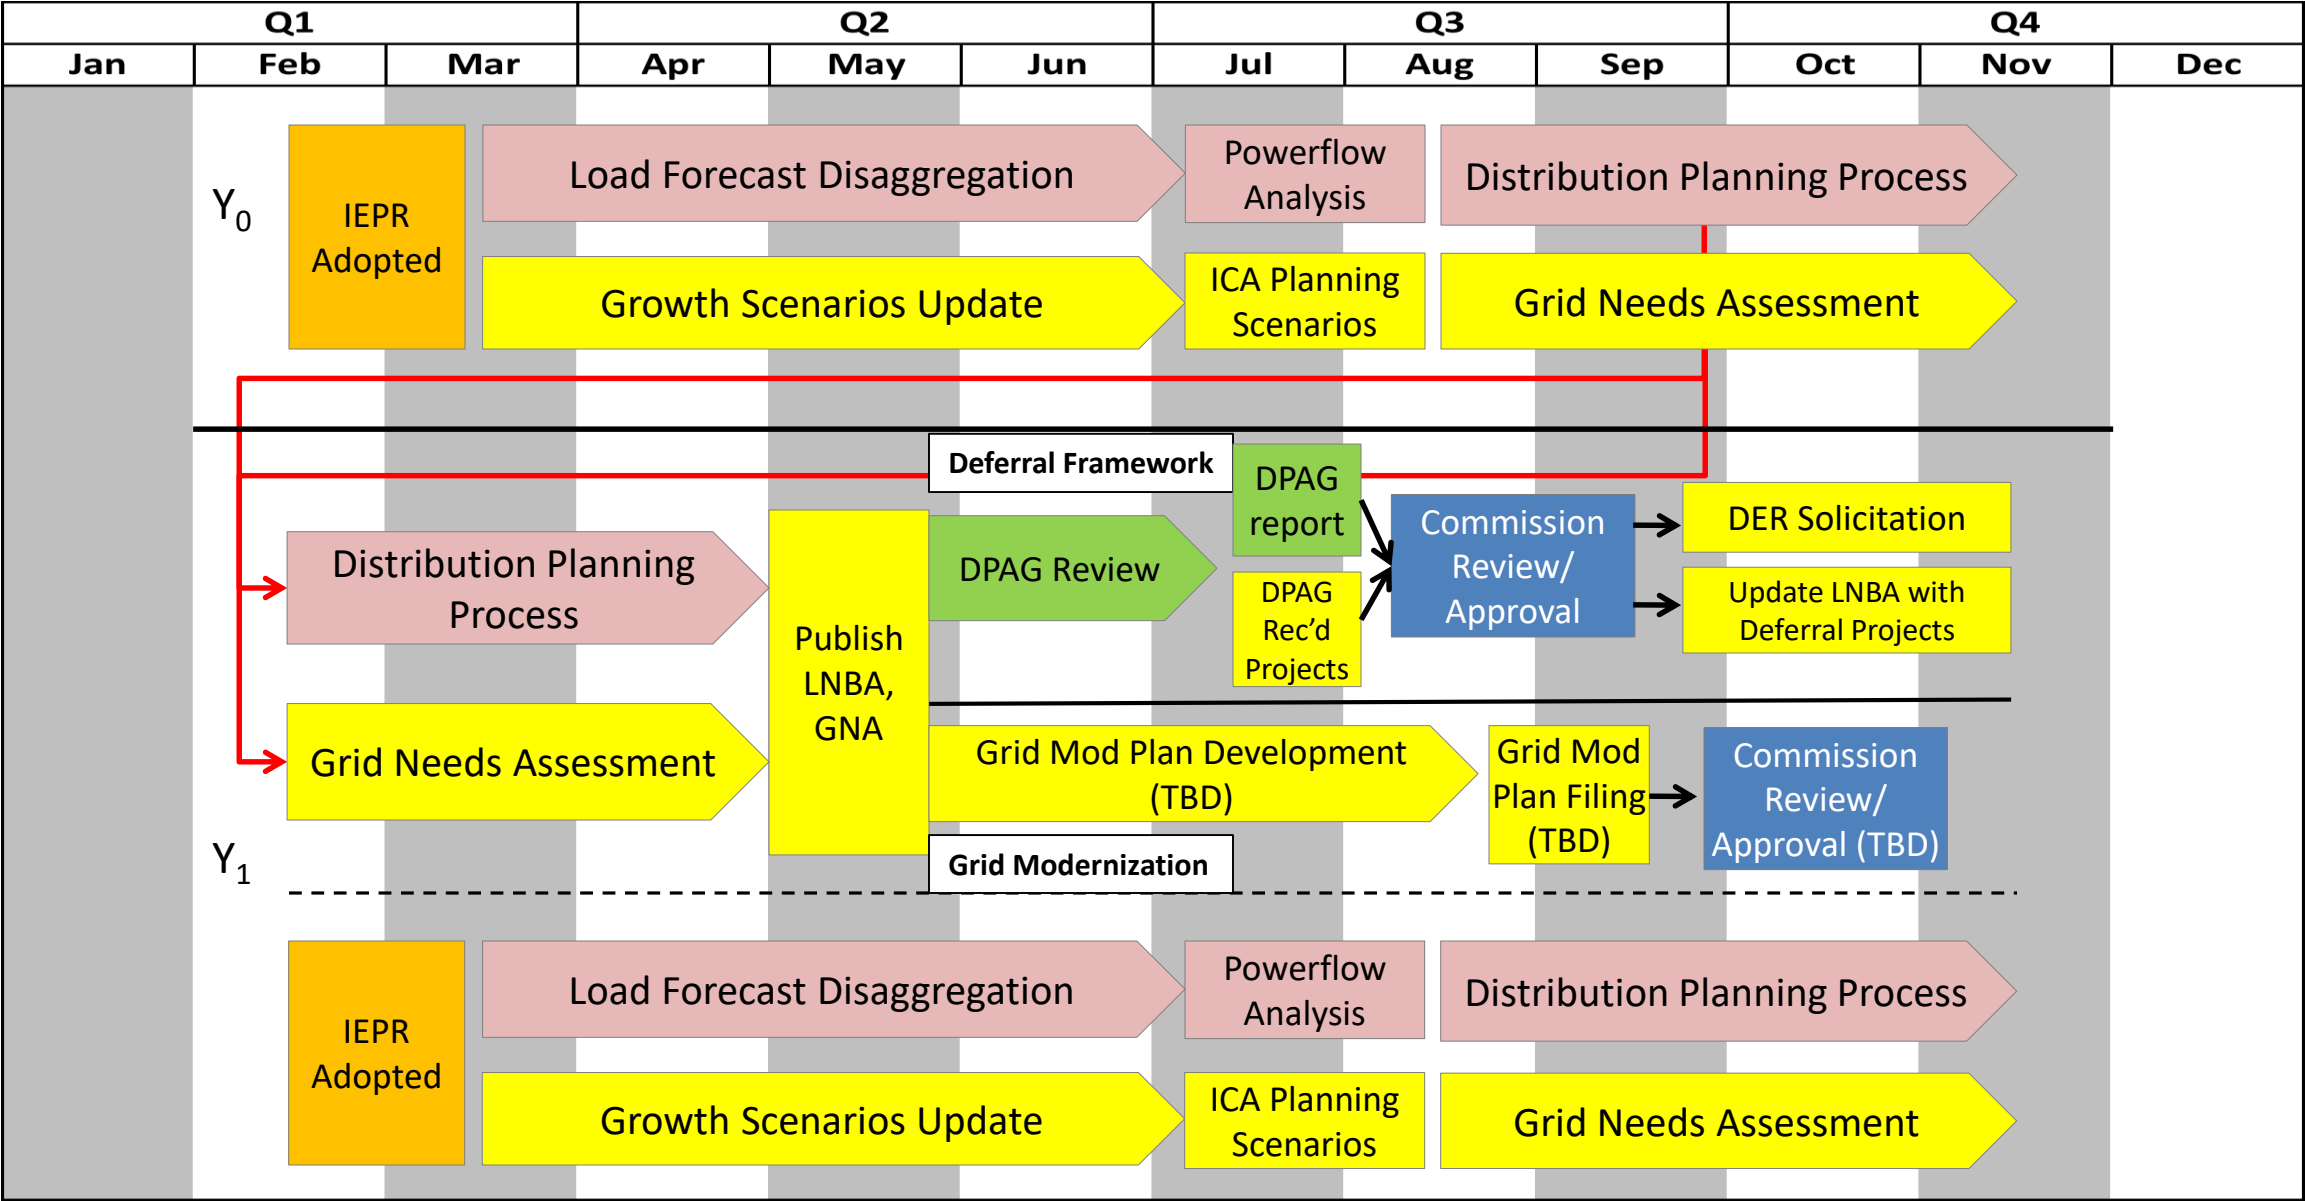 Q1 Q2 Q3 Q4
Jan Feb Mar Apr May Jun Jul Aug Sep Oct Nov Dec
Y0
IEPR
Adopted
Load Forecast Disaggregation
Powerflow
Analysis
Distribution Planning Process
Growth Scenarios Update
ICA Planning
Scenarios
Grid Needs Assessment
Deferral Framework
Distribution Planning
Process
Grid Needs Assessment
Publish
LNBA,
GNA
DPAG Review
DPAG
report
DPAG
Rec’d
Projects
Commission
Review/
Approval
DER Solicitation
Update LNBA with
Deferral Projects
Grid Mod Plan Development
(TBD)
Grid Mod
Plan Filing
(TBD)
Commission
Review/
Approval (TBD)
Grid Modernization
Y1
IEPR
Adopted
Load Forecast Disaggregation
Powerflow
Analysis
Distribution Planning Process
Growth Scenarios Update
ICA Planning
Scenarios
Grid Needs Assessment